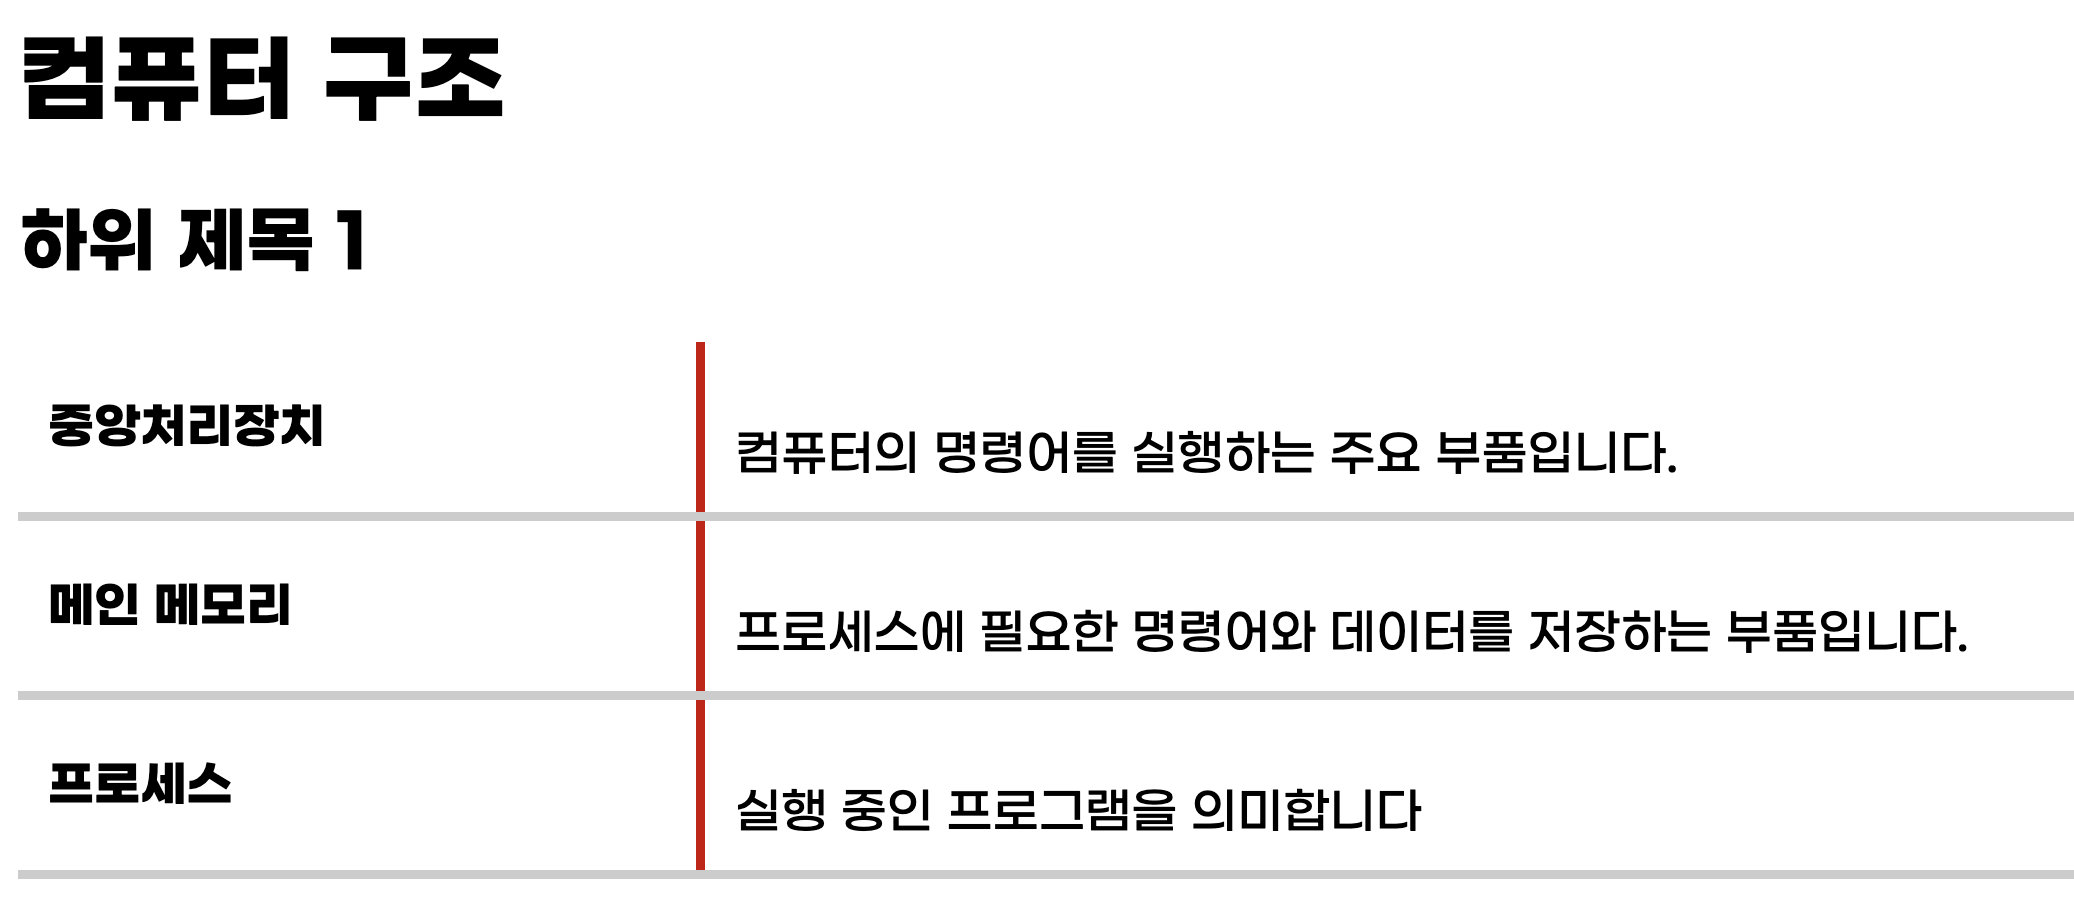 컴퓨터 구조
하위 제목 1
중앙처리장치
컴퓨터의 명령어를 실행하는 주요 부품입니다.
메인 메모리
프로세스에 필요한 명령어와 데이터를 저장하는 부품입니다.
프로세스
실행 중인 프로그램을 의미합니다